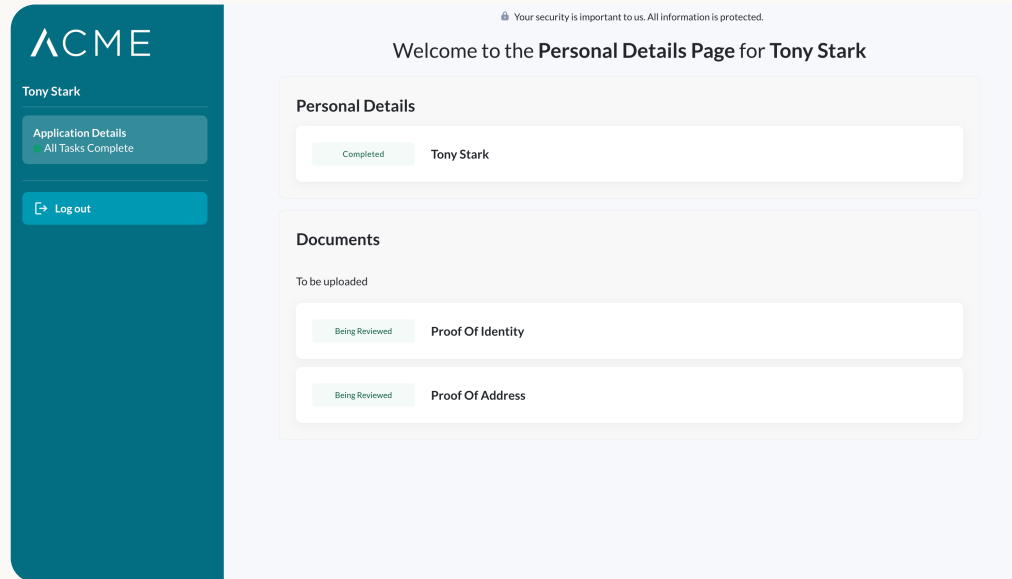 ACME
Tony Stark
Application Details
All Tasks Complete
Log out
Your security is important to us. All information is protected.
Welcome to the Personal Details Page for Tony Stark
Personal Details
Completed
Tony Stark
Documents
To be uploaded
Being Reviewed
Proof Of Identity
Being Reviewed
Proof Of Address